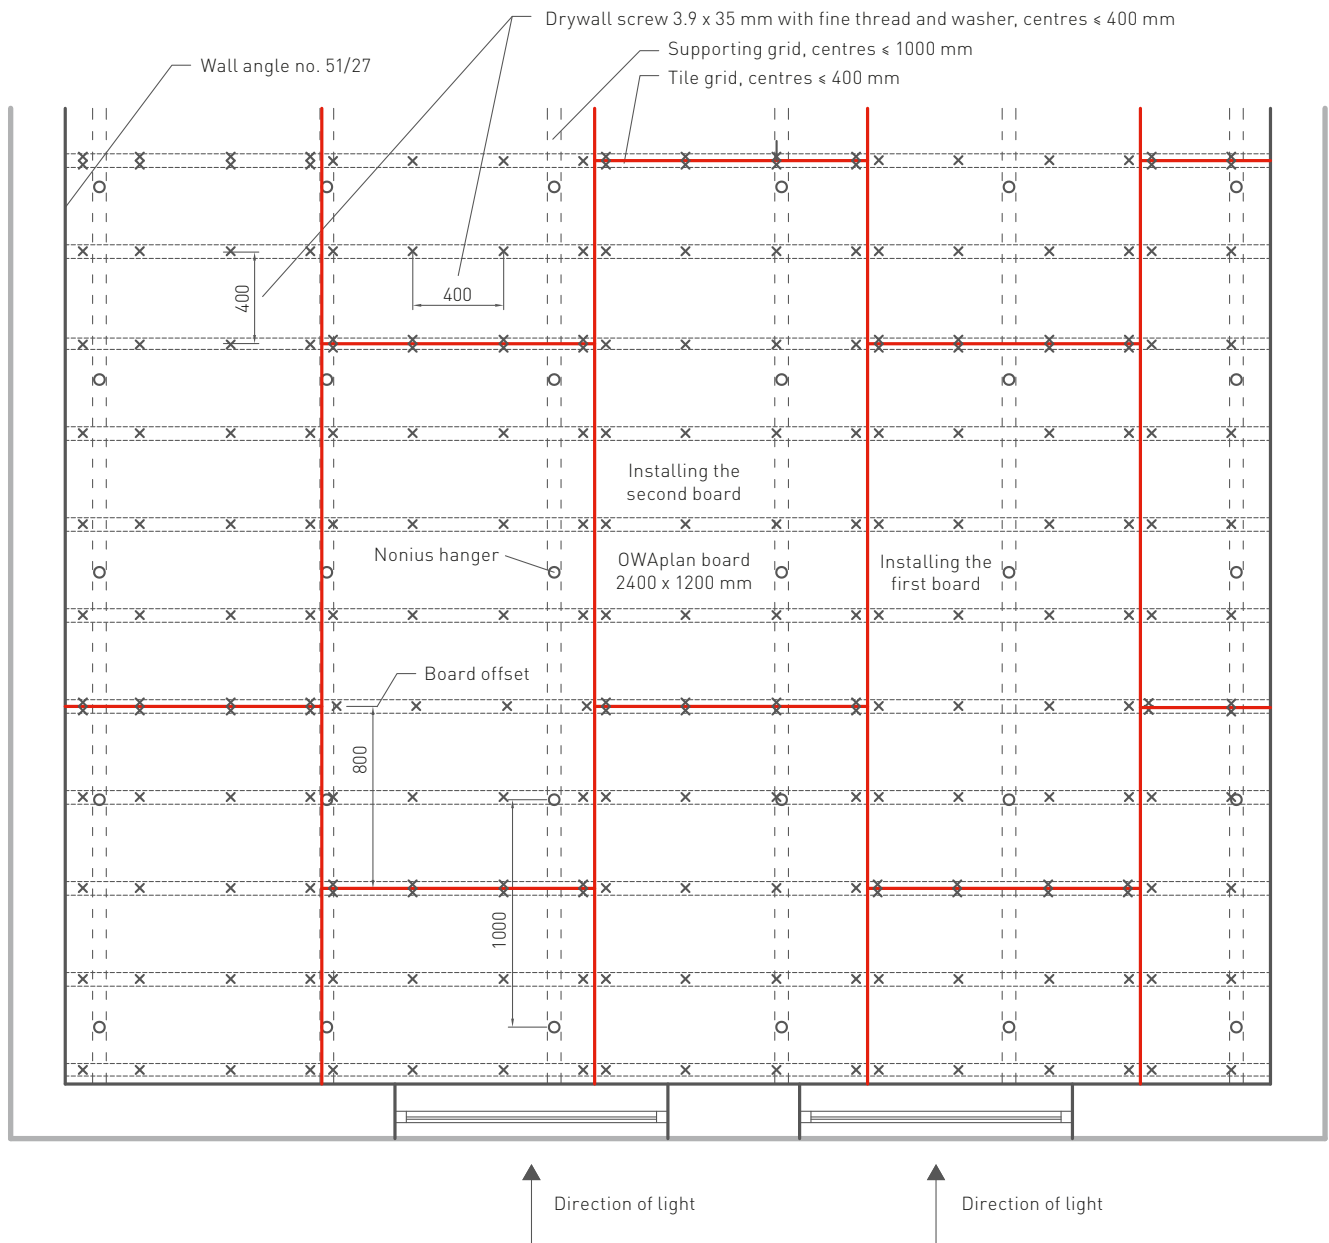 Drywall screw 3.9 x 35 mm with fine thread and washer, centres ≤ 400 mm
Supporting grid, centres ≤ 1000 mm
Wall angle no. 51/27
Tile grid, centres ≤ 400 mm
400
400
Installing the
second board
Nonius hanger
OWAplan board
2400 x 1200 mm
Installing the
first board
Board offset
800
1000
Direction of light
Direction of light